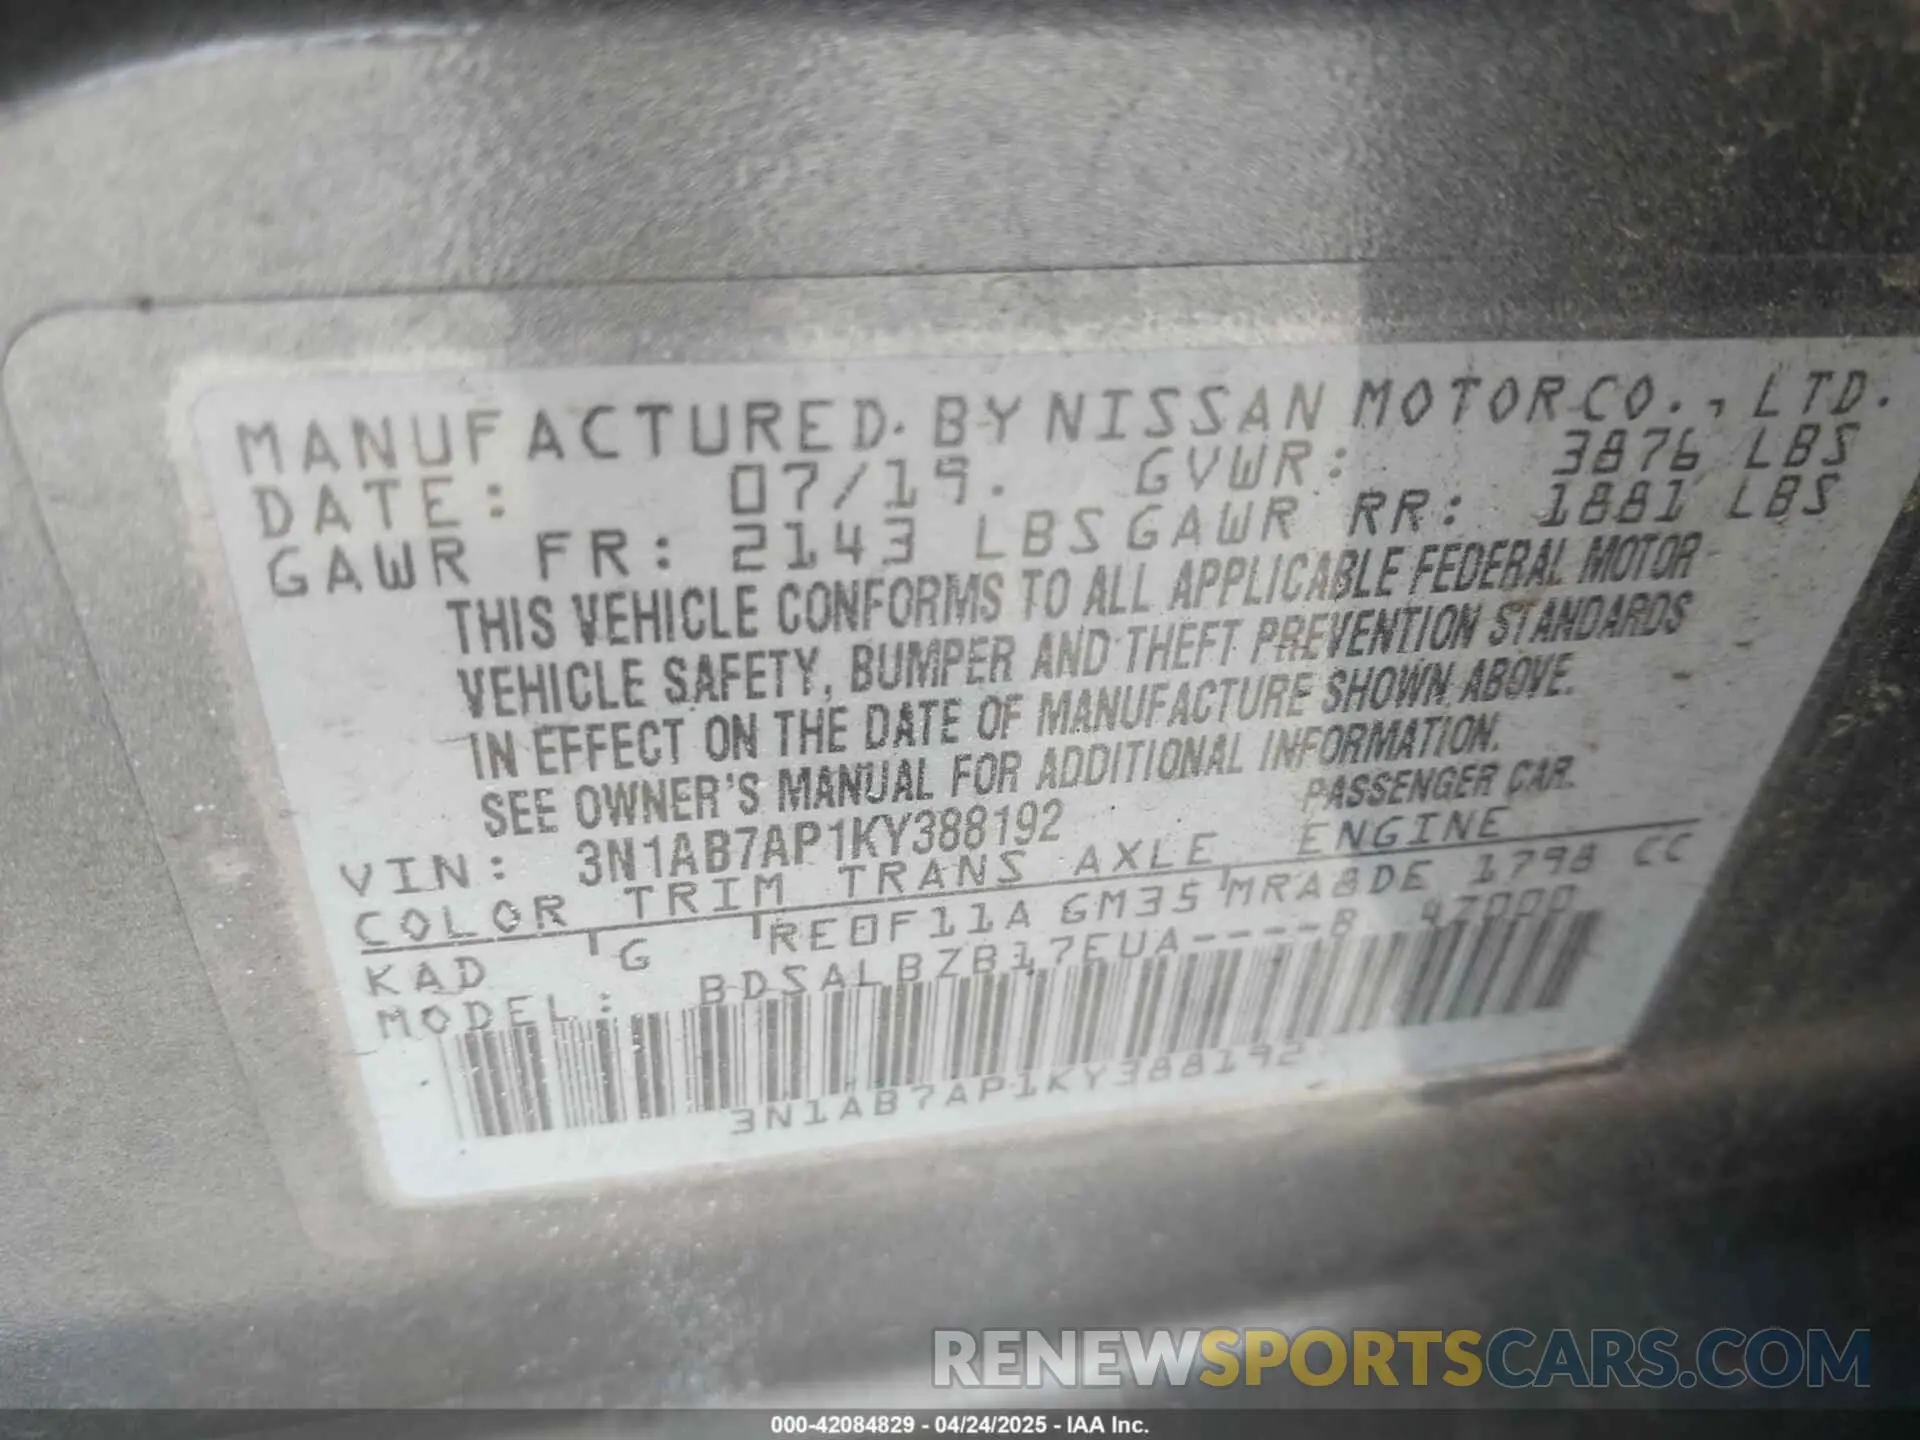 MANUFACTURED BY NISSAN MOTOR CO., LTD.
DATE: 07/19 GVWR: 3876 LBS
GAWR FR: 2143 LBS GAWR RR: 1881 LBS
THIS VEHICLE CONFORMS TO ALL APPLICABLE FEDERAL MOTOR
VEHICLE SAFETY, BUMPER AND THEFT PREVENTION STANDARDS
IN EFFECT ON THE DATE OF MANUFACTURE SHOWN ABOVE.
SEE OWNER'S MANUAL FOR ADDITIONAL INFORMATION.
VIN: 3N1AB7AP1KY388192 PASSENGER CAR.
COLOR TRIM TRANS AXLE ENGINE
KAD G RE0F11A GM35 MRA8DE 1798 CC
MODEL: BDSALBZB17EUA----B
3N1AB7AP1KY388192
RENEWSPORTSCARS.COM
000-42084829 - 04/24/2025 - IAA Inc.